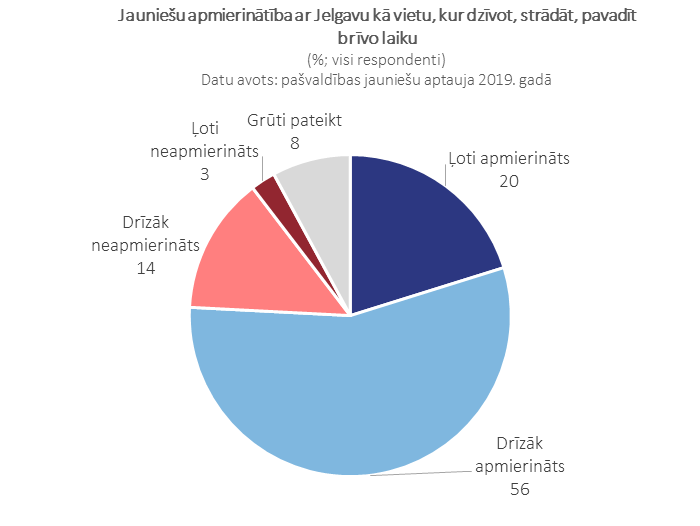 Jauniešu apmierinātība ar Jelgavu kā vietu, kur dzīvot, strādāt, pavadīt
brīvo laiku
(%; visi respondenti)
Datu avots: pašvaldības jauniešu aptauja 2019. gadā
Grūti pateikt
8
Ļoti
neapmierināts
3
Ļoti apmierināts
20
Drīzāk
neapmierināts
14
Drīzāk
apmierināts
56